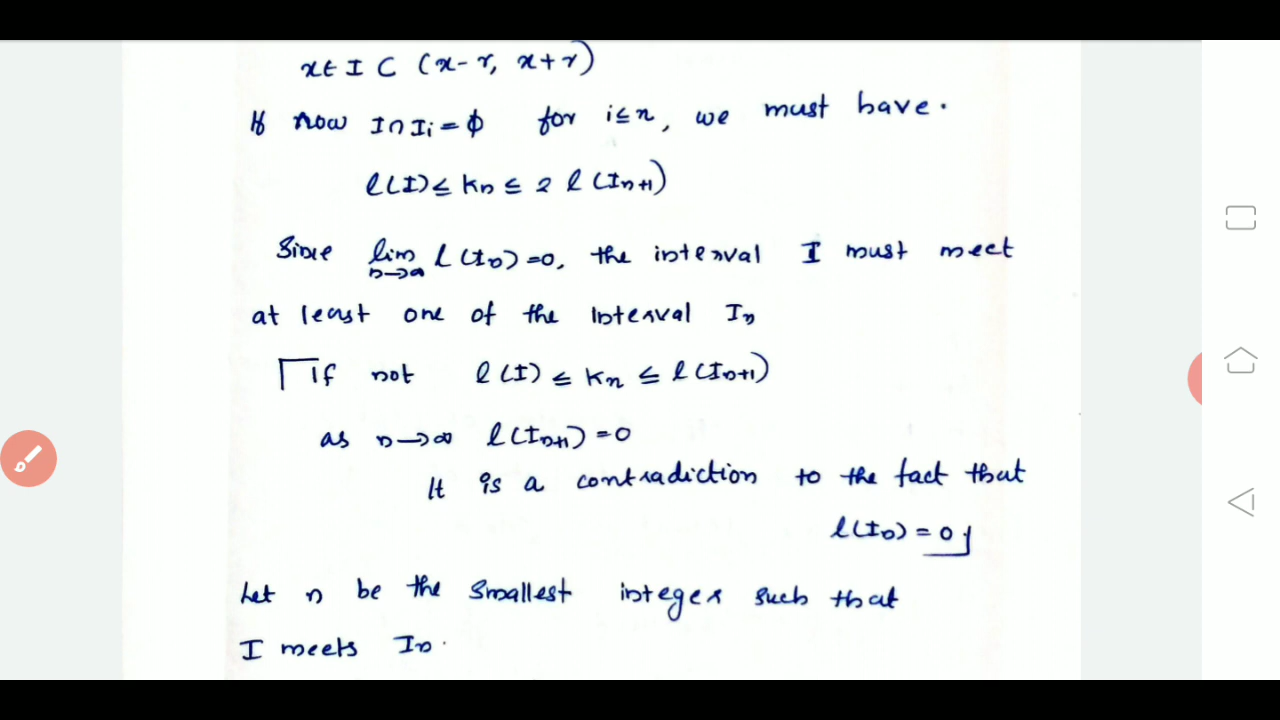 x ∈ I ⊂ (x-r, x+r)
If now I∩Ii = ϕ for i≤n, we must have.
l(I) ≤ kn ≤ 2 l(In+1)
Since lim n→∞ l(In)=0, the interval I must meet
at least one of the Interval In
If not l(I) ≤ kn ≤ l(In+1)
as n→∞ l(In+1) = 0
It is a contradiction to the fact that
l(In) = 0
Let n be the smallest integer such that
I meets In.